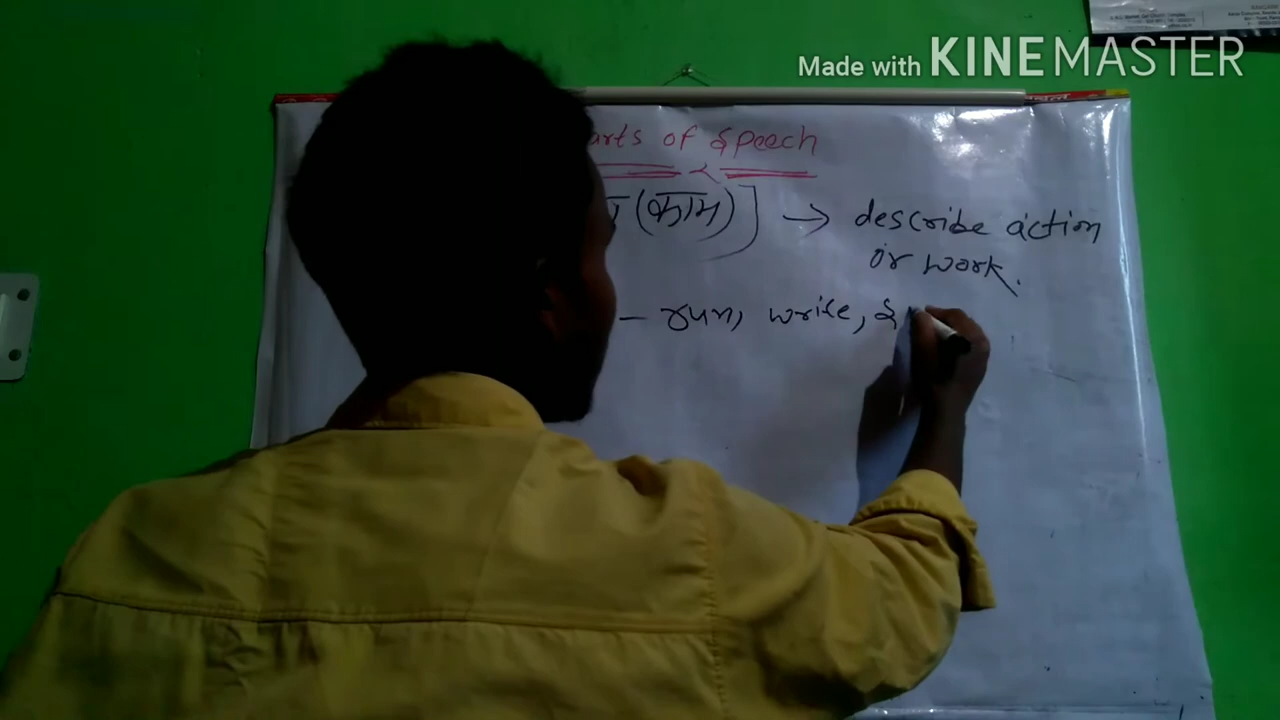 Made with KINEMASTER
arts of Speech
(काम)] → describe action
or work.
– run, write, s